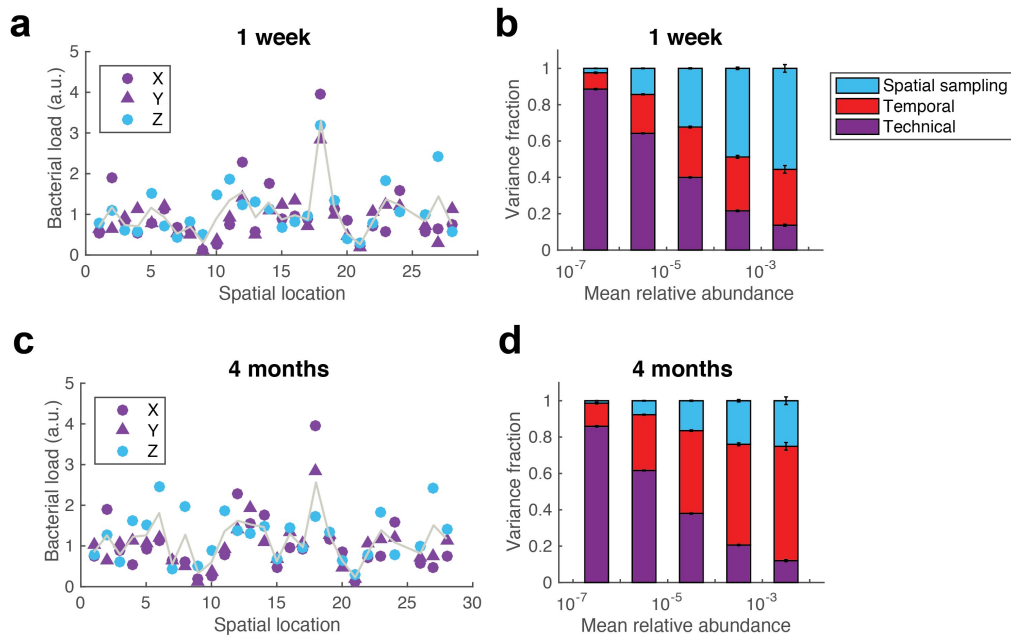 a
1 week
5
4
3
2
1
0
Bacterial load (a.u.)
X
Y
Z
0 5 10 15 20 25
Spatial location
b
1 week
1
0.8
0.6
0.4
0.2
0
Variance fraction
10-7 10-5 10-3
Mean relative abundance
Spatial sampling
Temporal
Technical
c
4 months
5
4
3
2
1
0
Bacterial load (a.u.)
X
Y
Z
0 5 10 15 20 25 30
Spatial location
d
4 months
1
0.8
0.6
0.4
0.2
0
Variance fraction
10-7 10-5 10-3
Mean relative abundance